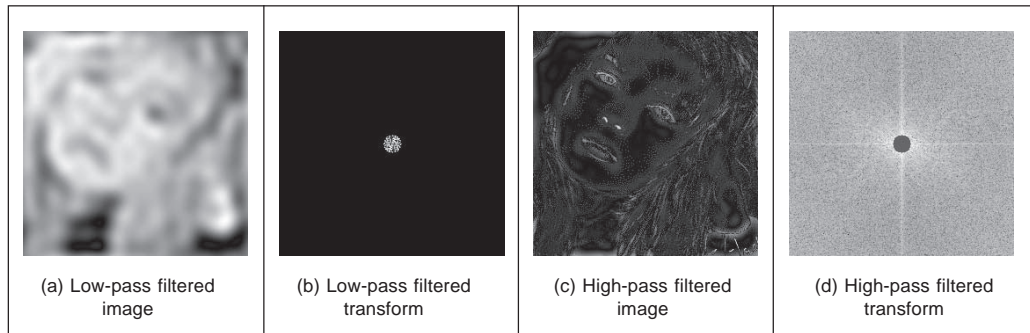 (a) Low-pass filtered
image
(b) Low-pass filtered
transform
(c) High-pass filtered
image
(d) High-pass filtered
transform